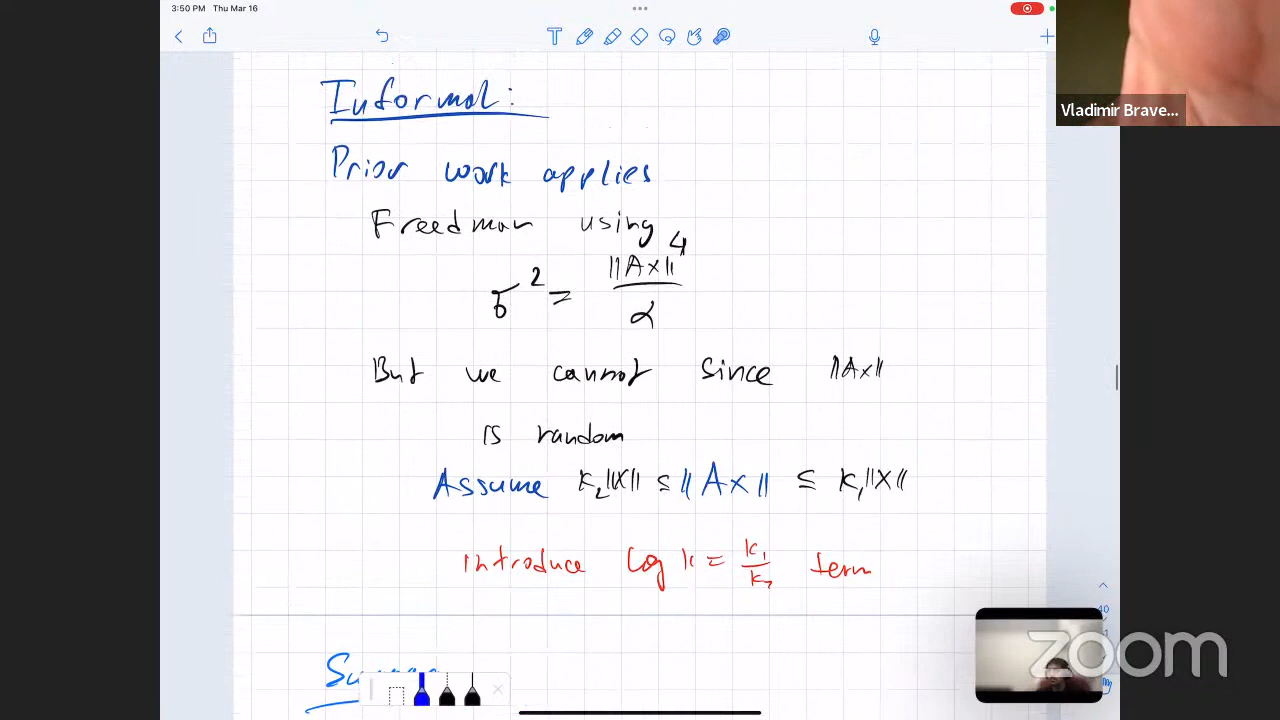 3:50 PM Thu Mar 16
Vladimir Brave...
Informal:
Prior work applies
Freedman using
σ² = ||Ax||⁴ / α
But we cannot since ||Ax||
is random
Assume k₂||x|| ≤ ||Ax|| ≤ k₁||x||
introduce log k = k₁/k₂ term
40
zoom